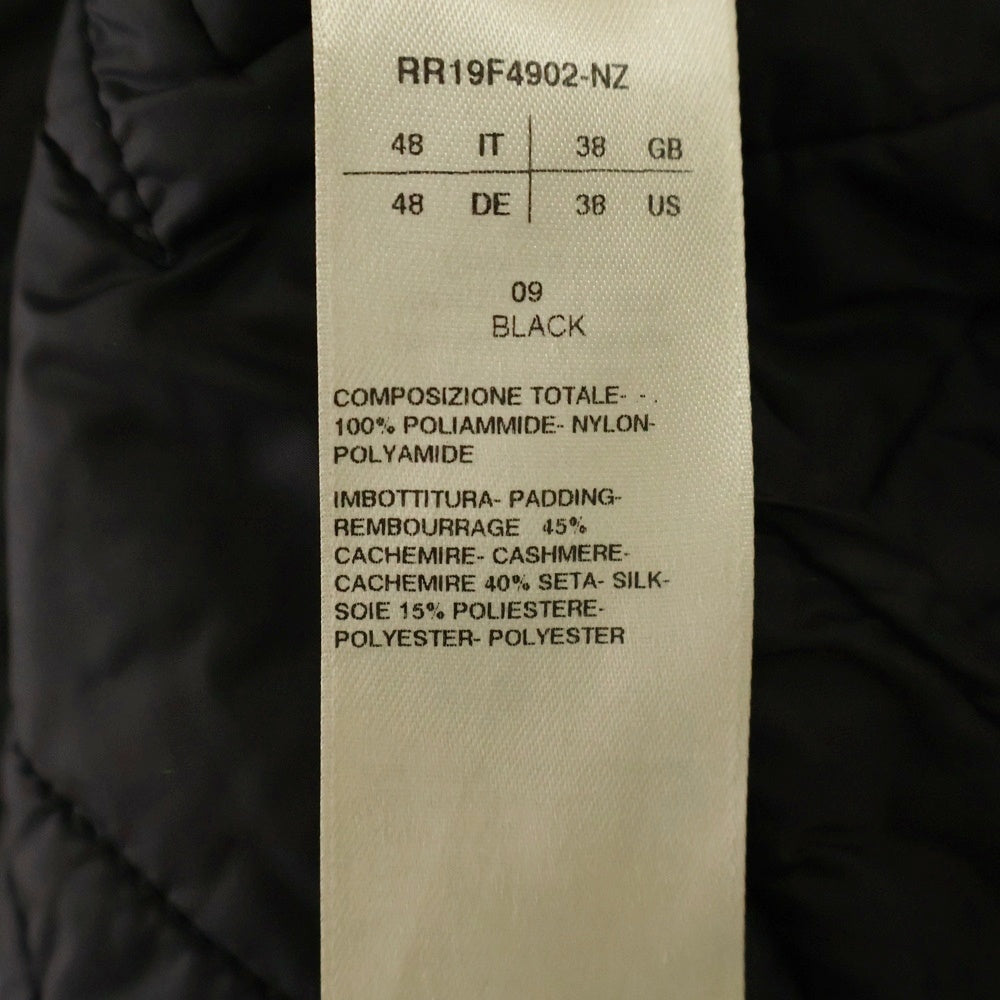 RR19F4902-NZ
48 IT 38 GB
48 DE 38 US
09
BLACK
COMPOSIZIONE TOTALE- - .
100% POLIAMMIDE- NYLON-
POLYAMIDE
IMBOTTITURA- PADDING-
REMBOURRAGE 45%
CACHEMIRE- CASHMERE-
CACHEMIRE 40% SETA- SILK-
SOIE 15% POLIESTERE-
POLYESTER- POLYESTER